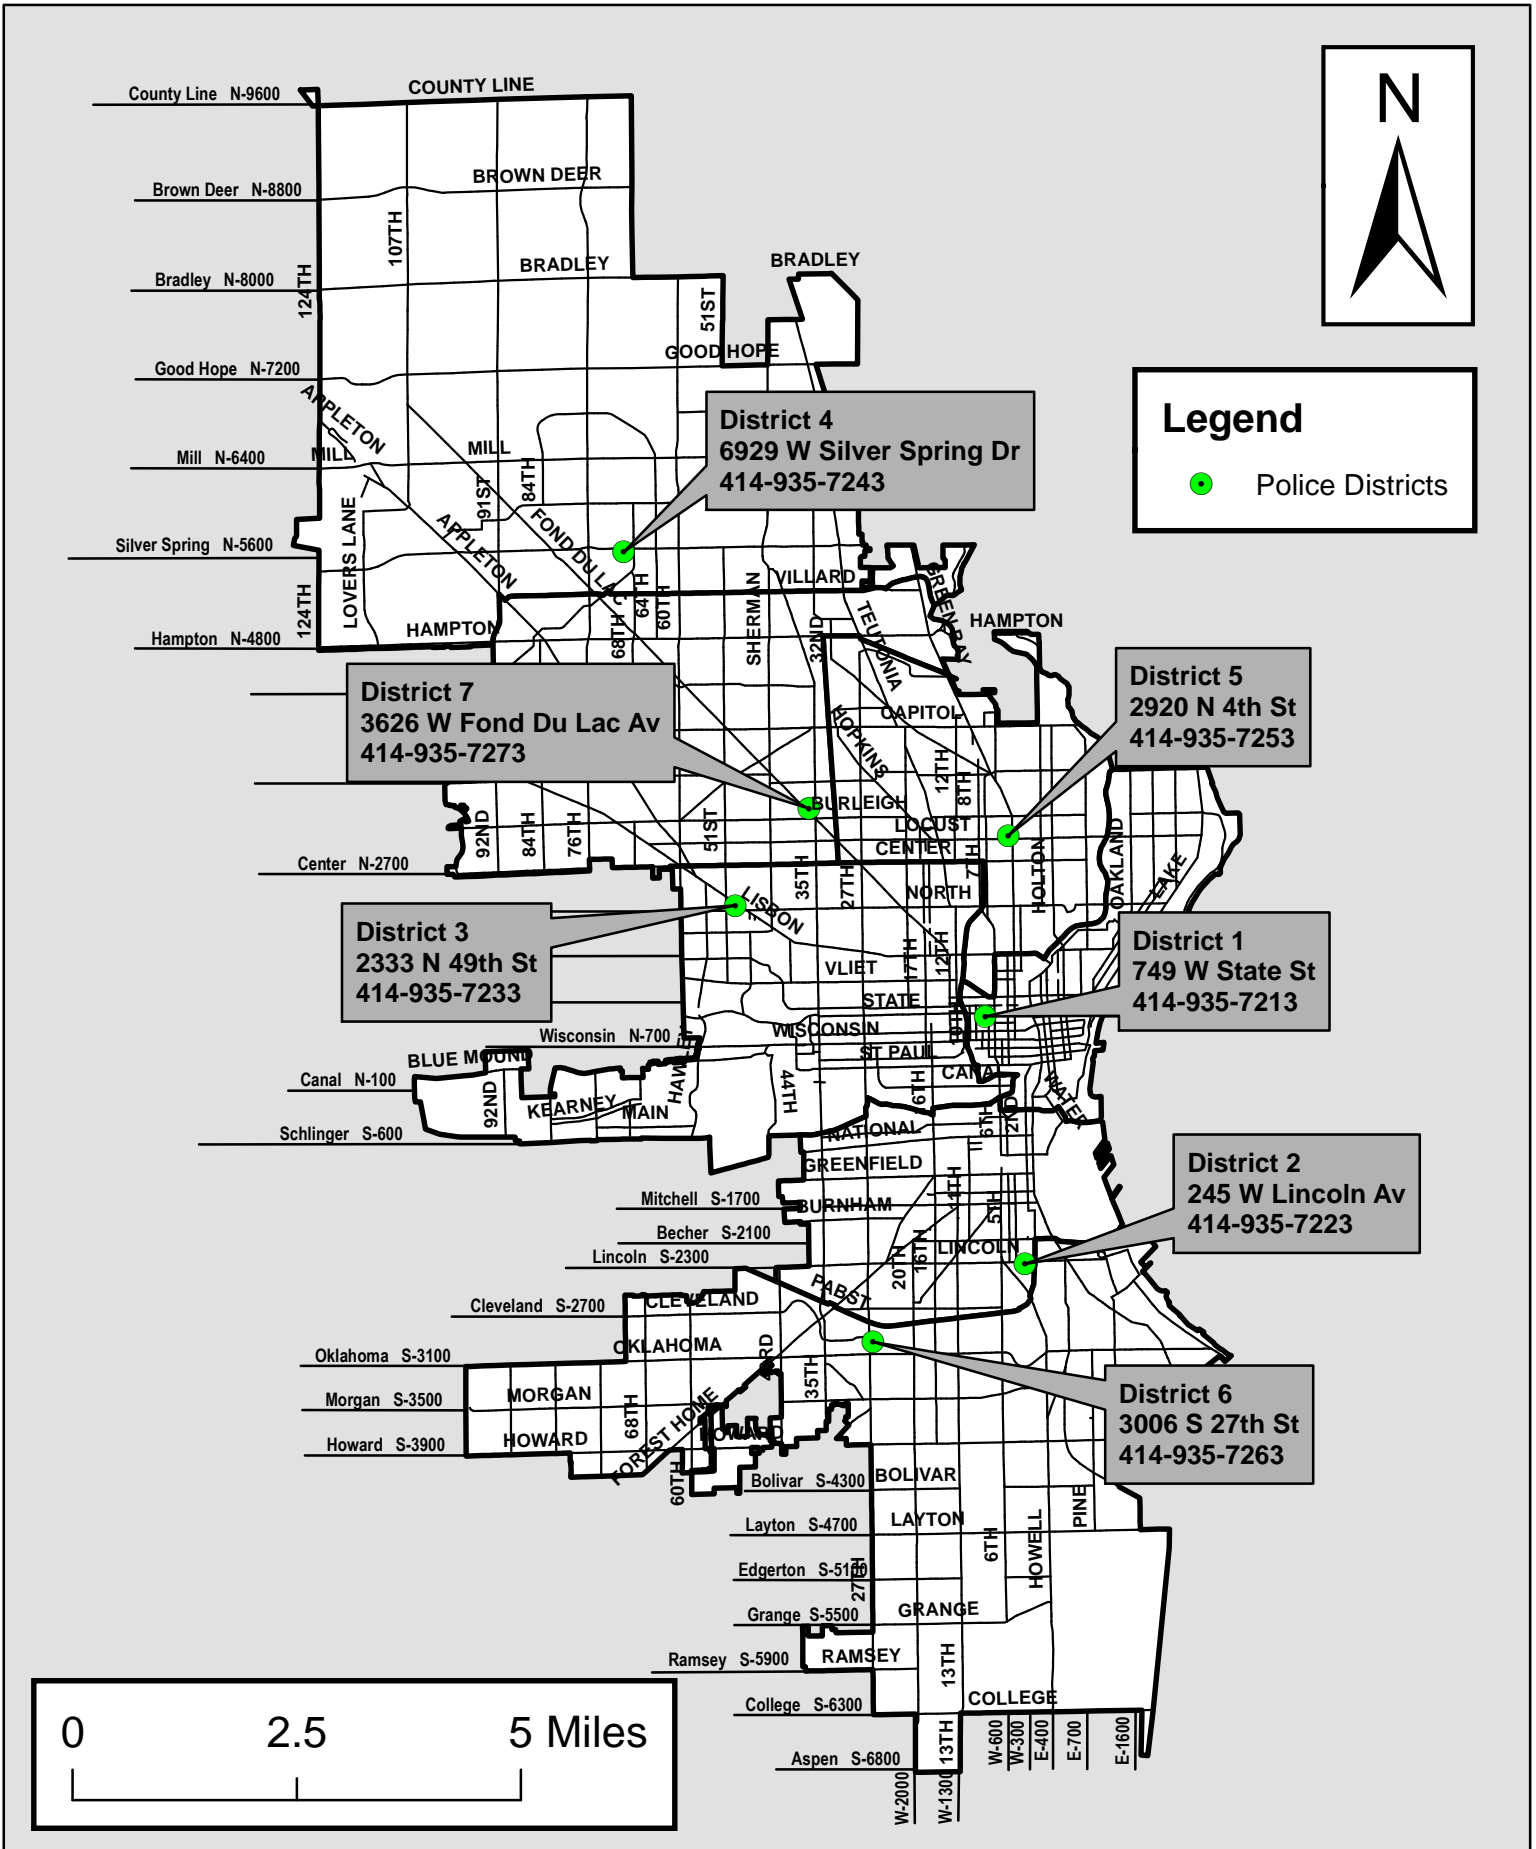 N
COUNTY LINE
County Line N-9600
BROWN DEER
Brown Deer N-8800
107TH
BRADLEY
BRADLEY
Bradley N-8000
124TH
51ST
GOOD HOPE
Good Hope N-7200
Legend
Police Districts
APPLETON
District 4
6929 W Silver Spring Dr
414-935-7243
MILL
MILL
Mill N-6400
84TH
91ST
LOVERS LANE
APPLETON
FOND DU LAC
Silver Spring N-5600
VILLARD
GREEN BAY
124TH
64TH
60TH
SHERMAN
TEUTONIA
HAMPTON
HAMPTON
Hampton N-4800
68TH
32ND
District 7
3626 W Fond Du Lac Av
414-935-7273
District 5
2920 N 4th St
414-935-7253
CAPITOL
HOPKINS
12TH
8TH
BURLEIGH
LOCUST
CENTER
92ND
84TH
76TH
51ST
7TH
HOLTON
OAKLAND
LAKE
Center N-2700
35TH
27TH
NORTH
LISBON
District 3
2333 N 49th St
414-935-7233
District 1
749 W State St
414-935-7213
17TH
12TH
VLIET
STATE
10TH
WISCONSIN
Wisconsin N-700
ST PAUL
BLUE MOUND
HAWLEY
CANAL
Canal N-100
92ND
KEARNEY
MAIN
44TH
16TH
6TH
2ND
WATER
Schlinger S-600
NATIONAL
GREENFIELD
District 2
245 W Lincoln Av
414-935-7223
Mitchell S-1700
BURNHAM
11TH
5TH
Becher S-2100
Lincoln S-2300
LINCOLN
20TH
16TH
PABST
CLEVELAND
Cleveland S-2700
OKLAHOMA
Oklahoma S-3100
35TH
MORGAN
Morgan S-3500
68TH
FOREST HOME
District 6
3006 S 27th St
414-935-7263
HOWARD
HOWARD
Howard S-3900
60TH
Bolivar S-4300
BOLIVAR
PINE
Layton S-4700
LAYTON
6TH
HOWELL
Edgerton S-5100
27TH
Grange S-5500
GRANGE
Ramsey S-5900
RAMSEY
13TH
College S-6300
COLLEGE
0 2.5 5 Miles
13TH
W-600
W-300
E-400
E-700
E-1600
Aspen S-6800
W-2000
W-1300